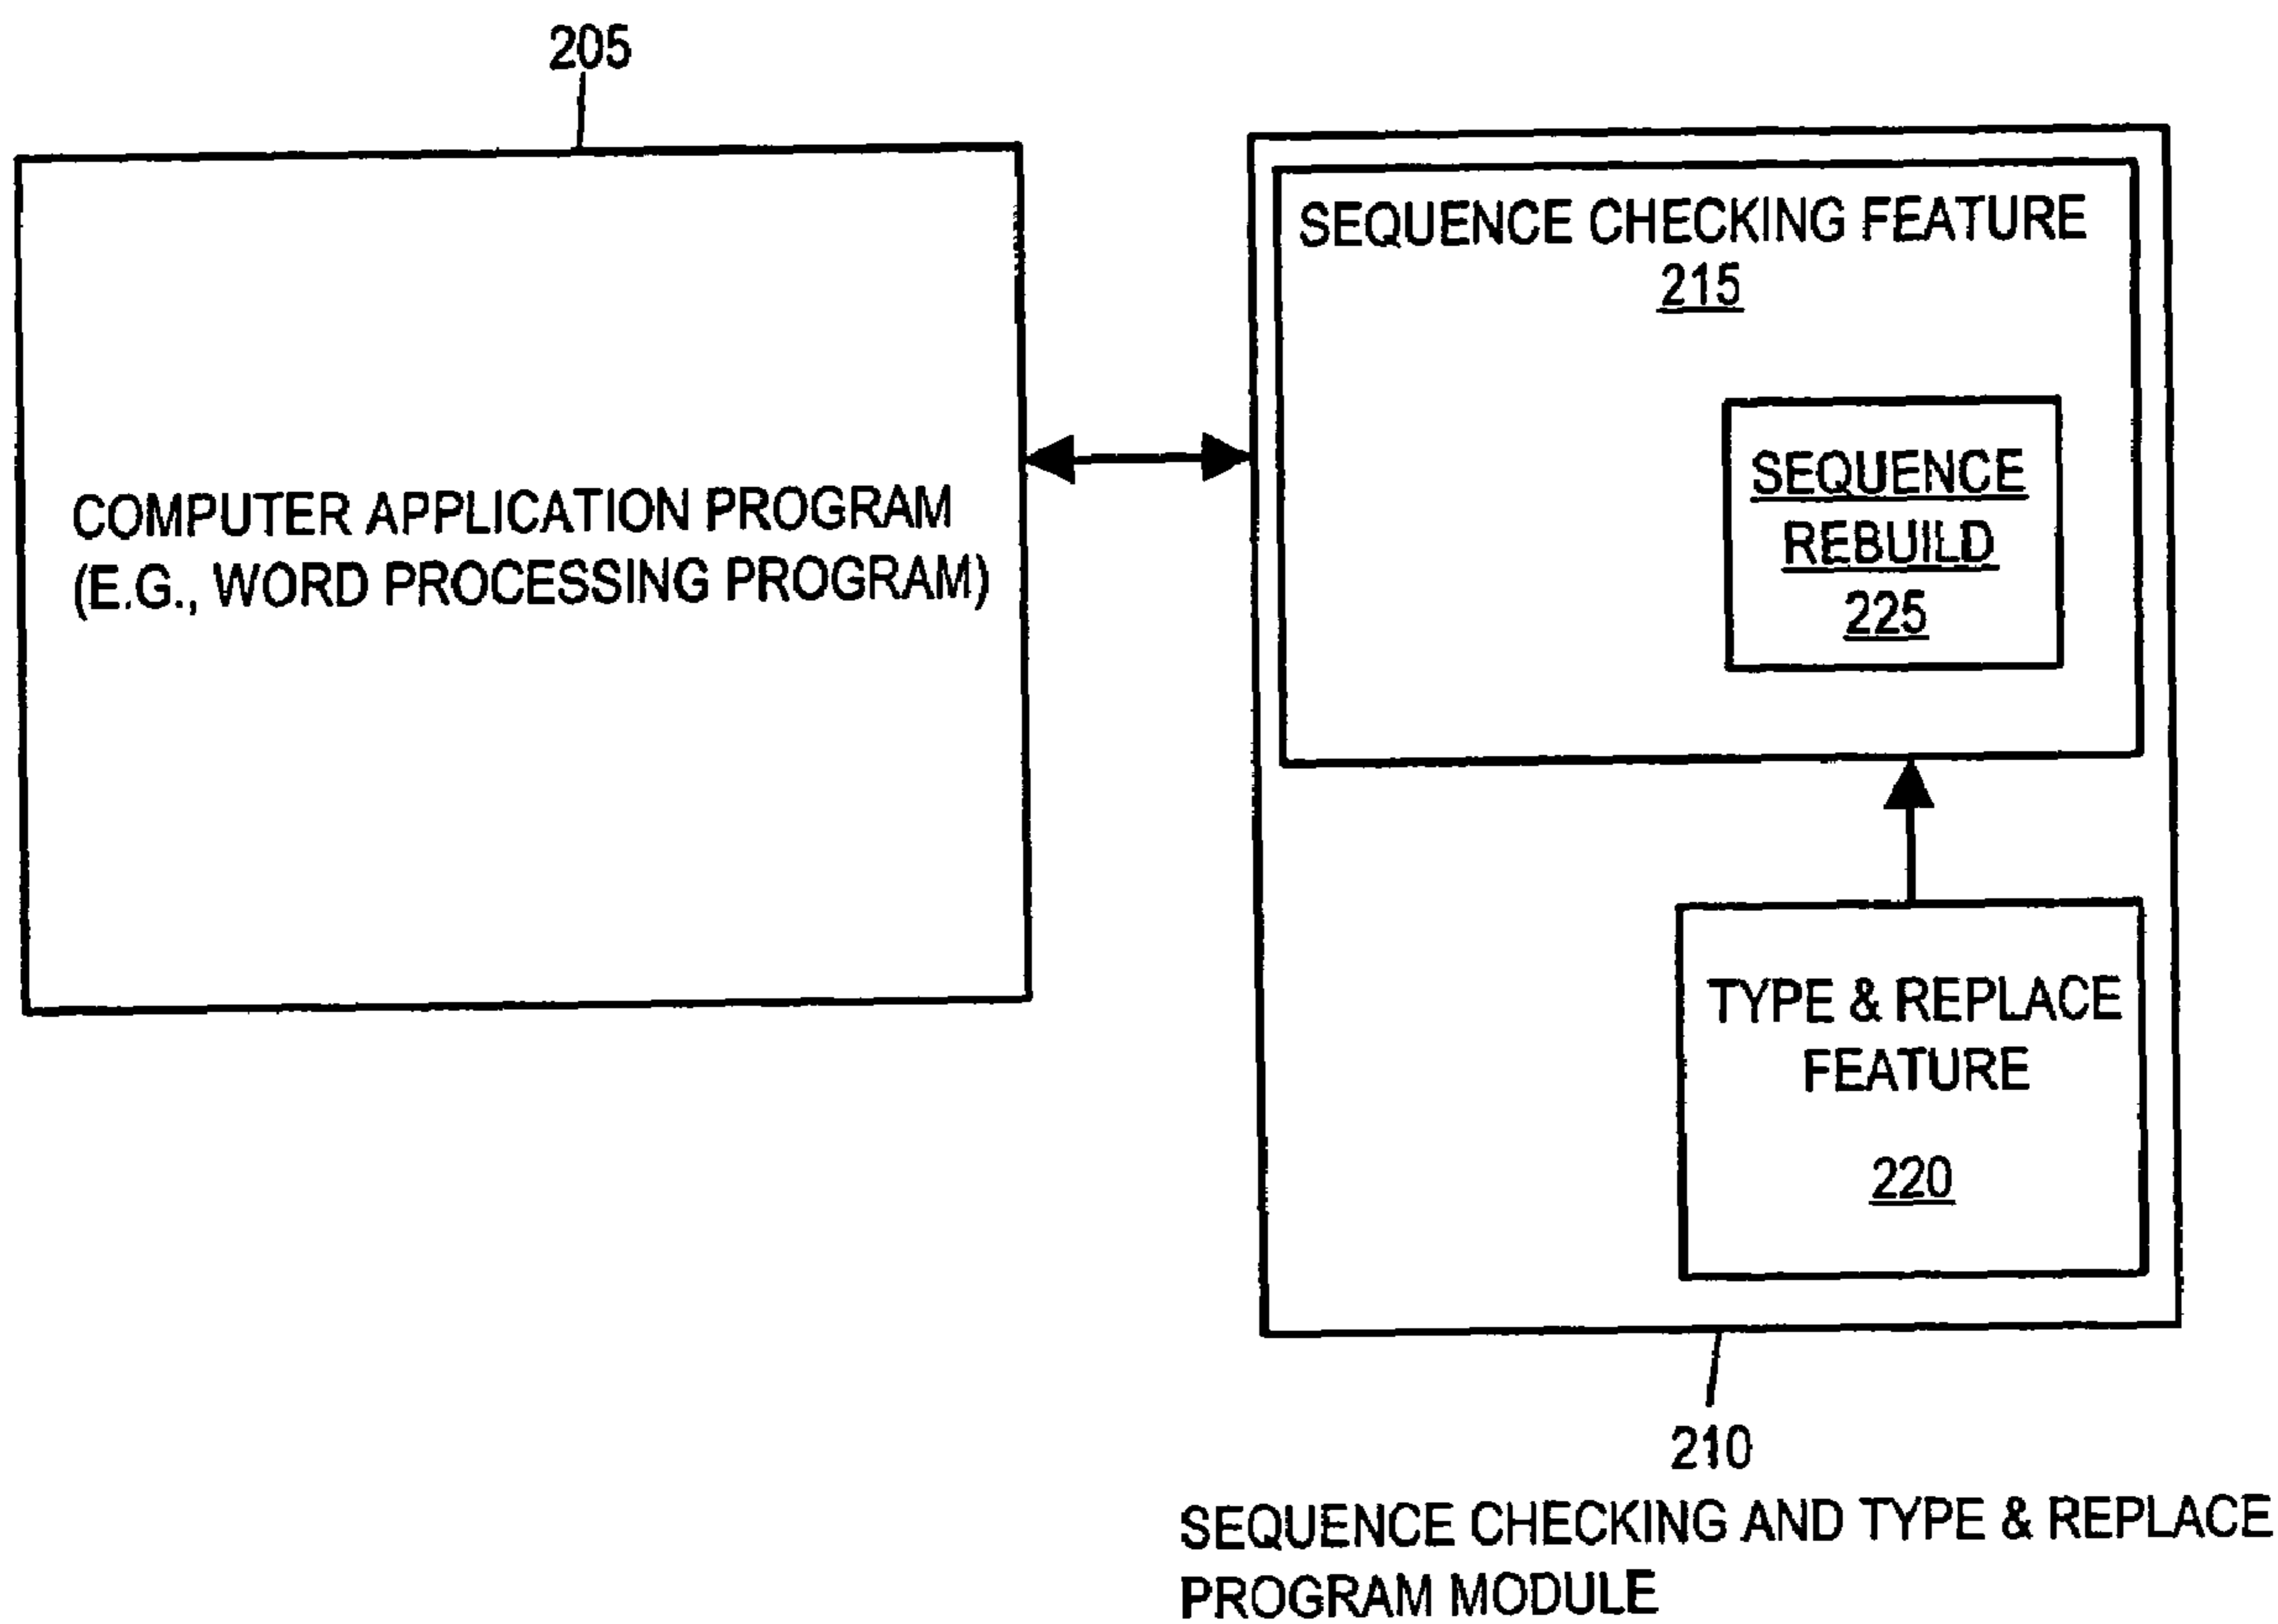 205
COMPUTER APPLICATION PROGRAM
(E.G., WORD PROCESSING PROGRAM)
SEQUENCE CHECKING FEATURE
215
SEQUENCE
REBUILD
225
TYPE & REPLACE
FEATURE
220
210
SEQUENCE CHECKING AND TYPE & REPLACE
PROGRAM MODULE